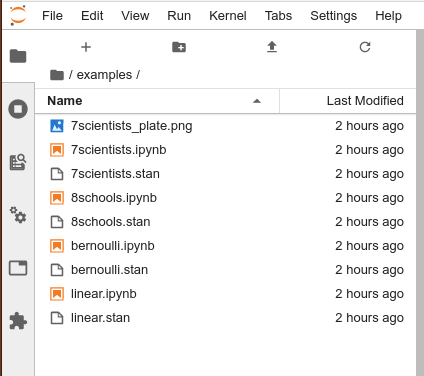 File Edit View Run Kernel Tabs Settings Help
/ examples /
Name Last Modified
7scientists_plate.png 2 hours ago
7scientists.ipynb 2 hours ago
7scientists.stan 2 hours ago
8schools.ipynb 2 hours ago
8schools.stan 2 hours ago
bernoulli.ipynb 2 hours ago
bernoulli.stan 2 hours ago
linear.ipynb 2 hours ago
linear.stan 2 hours ago